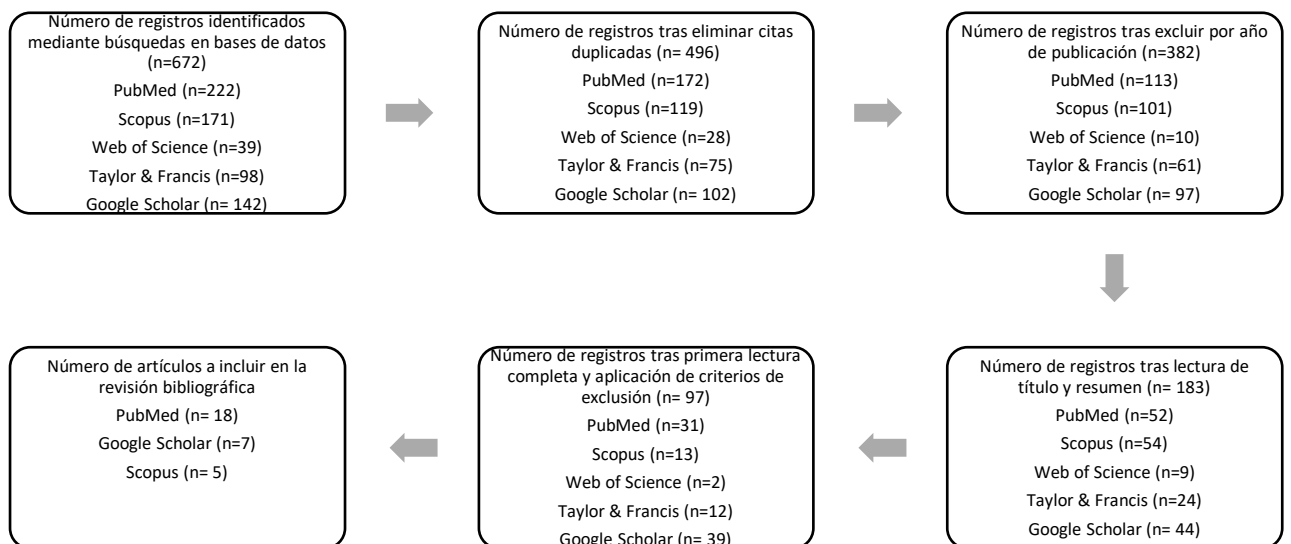 Número de registros identificados
mediante búsquedas en bases de datos
(n=672)
PubMed (n=222)
Scopus (n=171)
Web of Science (n=39)
Taylor & Francis (n=98)
Google Scholar (n= 142)
Número de registros tras eliminar citas
duplicadas (n= 496)
PubMed (n=172)
Scopus (n=119)
Web of Science (n=28)
Taylor & Francis (n=75)
Google Scholar (n= 102)
Número de registros tras excluir por año
de publicación (n=382)
PubMed (n=113)
Scopus (n=101)
Web of Science (n=10)
Taylor & Francis (n=61)
Google Scholar (n= 97)
Número de registros tras lectura de
título y resumen (n= 183)
PubMed (n=52)
Scopus (n=54)
Web of Science (n=9)
Taylor & Francis (n=24)
Google Scholar (n= 44)
Número de registros tras primera lectura
completa y aplicación de criterios de
exclusión (n= 97)
PubMed (n=31)
Scopus (n=13)
Web of Science (n=2)
Taylor & Francis (n=12)
Google Scholar (n= 39)
Número de artículos a incluir en la
revisión bibliográfica
PubMed (n= 18)
Google Scholar (n=7)
Scopus (n= 5)